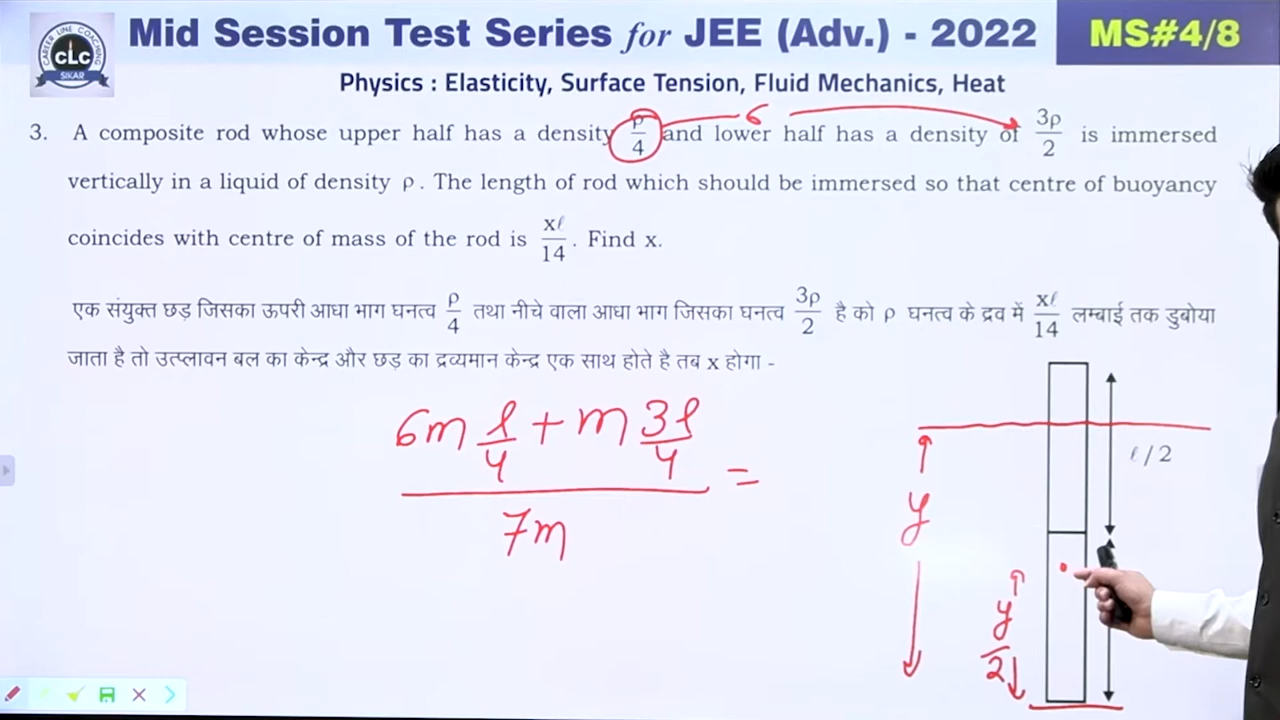 CAREER LINE COACHING
CLC
SIKAR
Mid Session Test Series for JEE (Adv.) - 2022
MS#4/8
Physics : Elasticity, Surface Tension, Fluid Mechanics, Heat
6
3. A composite rod whose upper half has a density ρ/4 and lower half has a density of 3ρ/2 is immersed
vertically in a liquid of density ρ. The length of rod which should be immersed so that centre of buoyancy
coincides with centre of mass of the rod is xℓ/14. Find x.
एक संयुक्त छड़ जिसका ऊपरी आधा भाग घनत्व ρ/4 तथा नीचे वाला आधा भाग जिसका घनत्व 3ρ/2 है को ρ घनत्व के द्रव में xℓ/14 लम्बाई तक डुबोया
जाता है तो उत्प्लावन बल का केन्द्र और छड़ का द्रव्यमान केन्द्र एक साथ होते है तब x होगा -
(6m ℓ/4 + m 3ℓ/4)/7m =
ℓ/2
y
y/2